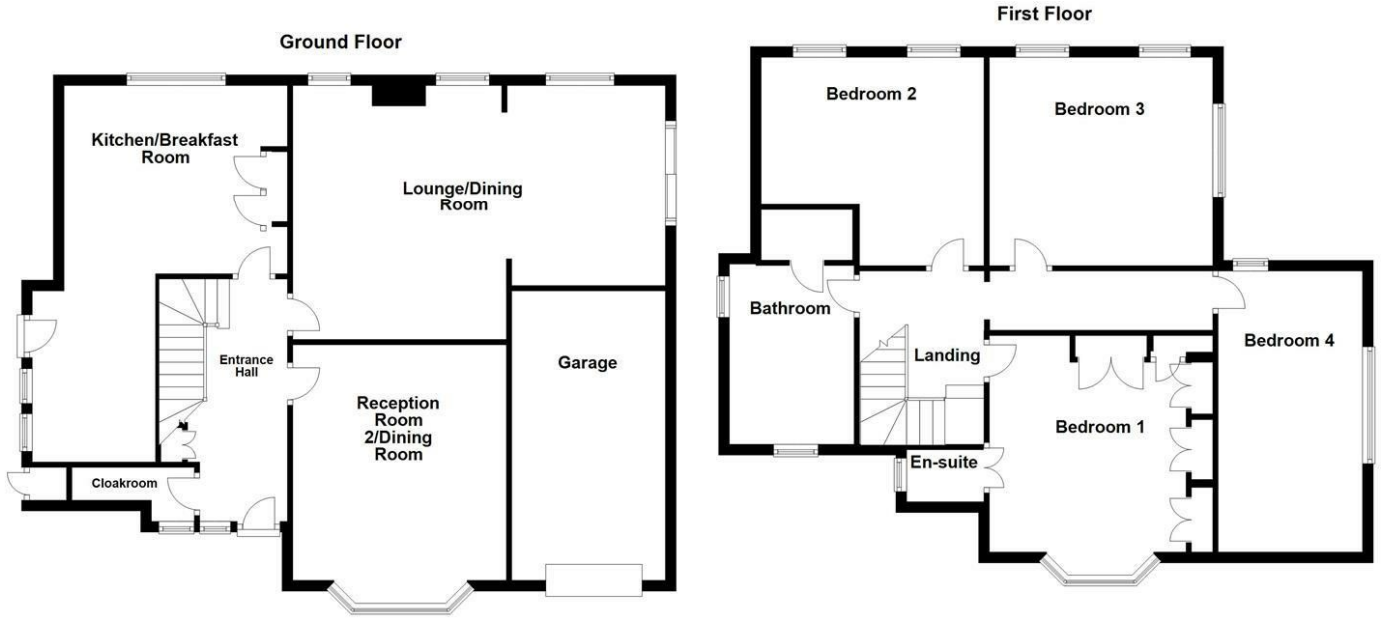 Ground Floor
Kitchen/Breakfast
Room
Lounge/Dining
Room
Entrance
Hall
Garage
Reception
Room
2/Dining
Room
Cloakroom
First Floor
Bedroom 2
Bedroom 3
Bathroom
Landing
Bedroom 4
Bedroom 1
En-suite